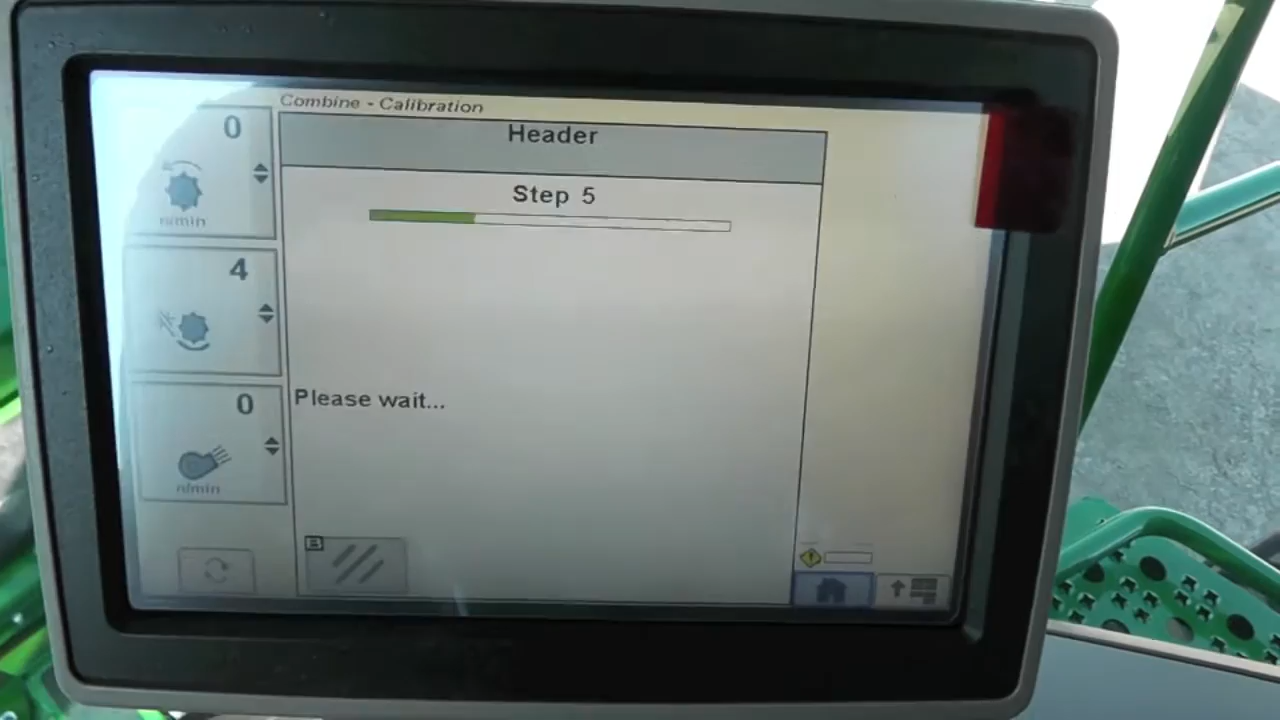 Combine - Calibration
Header
Step 5
Please wait...
0
n/min
4
0
n/min